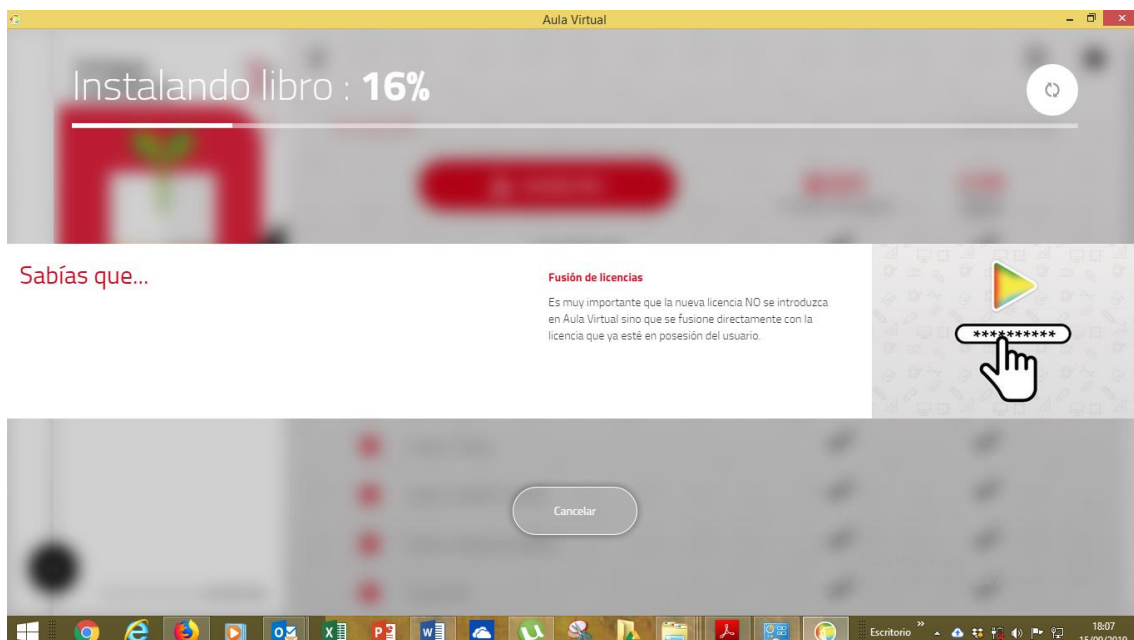 Aula Virtual
Instalando libro : 16%
Sabías que...
Fusión de licencias
Es muy importante que la nueva licencia NO se introduzca
en Aula Virtual sino que se fusione directamente con la
licencia que ya esté en posesión del usuario.
**********
Cancelar
Escritorio
18:07